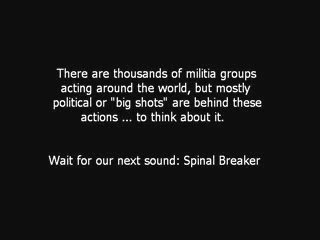 There are thousands of militia groups
acting around the world, but mostly
political or "big shots" are behind these
actions ... to think about it.
Wait for our next sound: Spinal Breaker